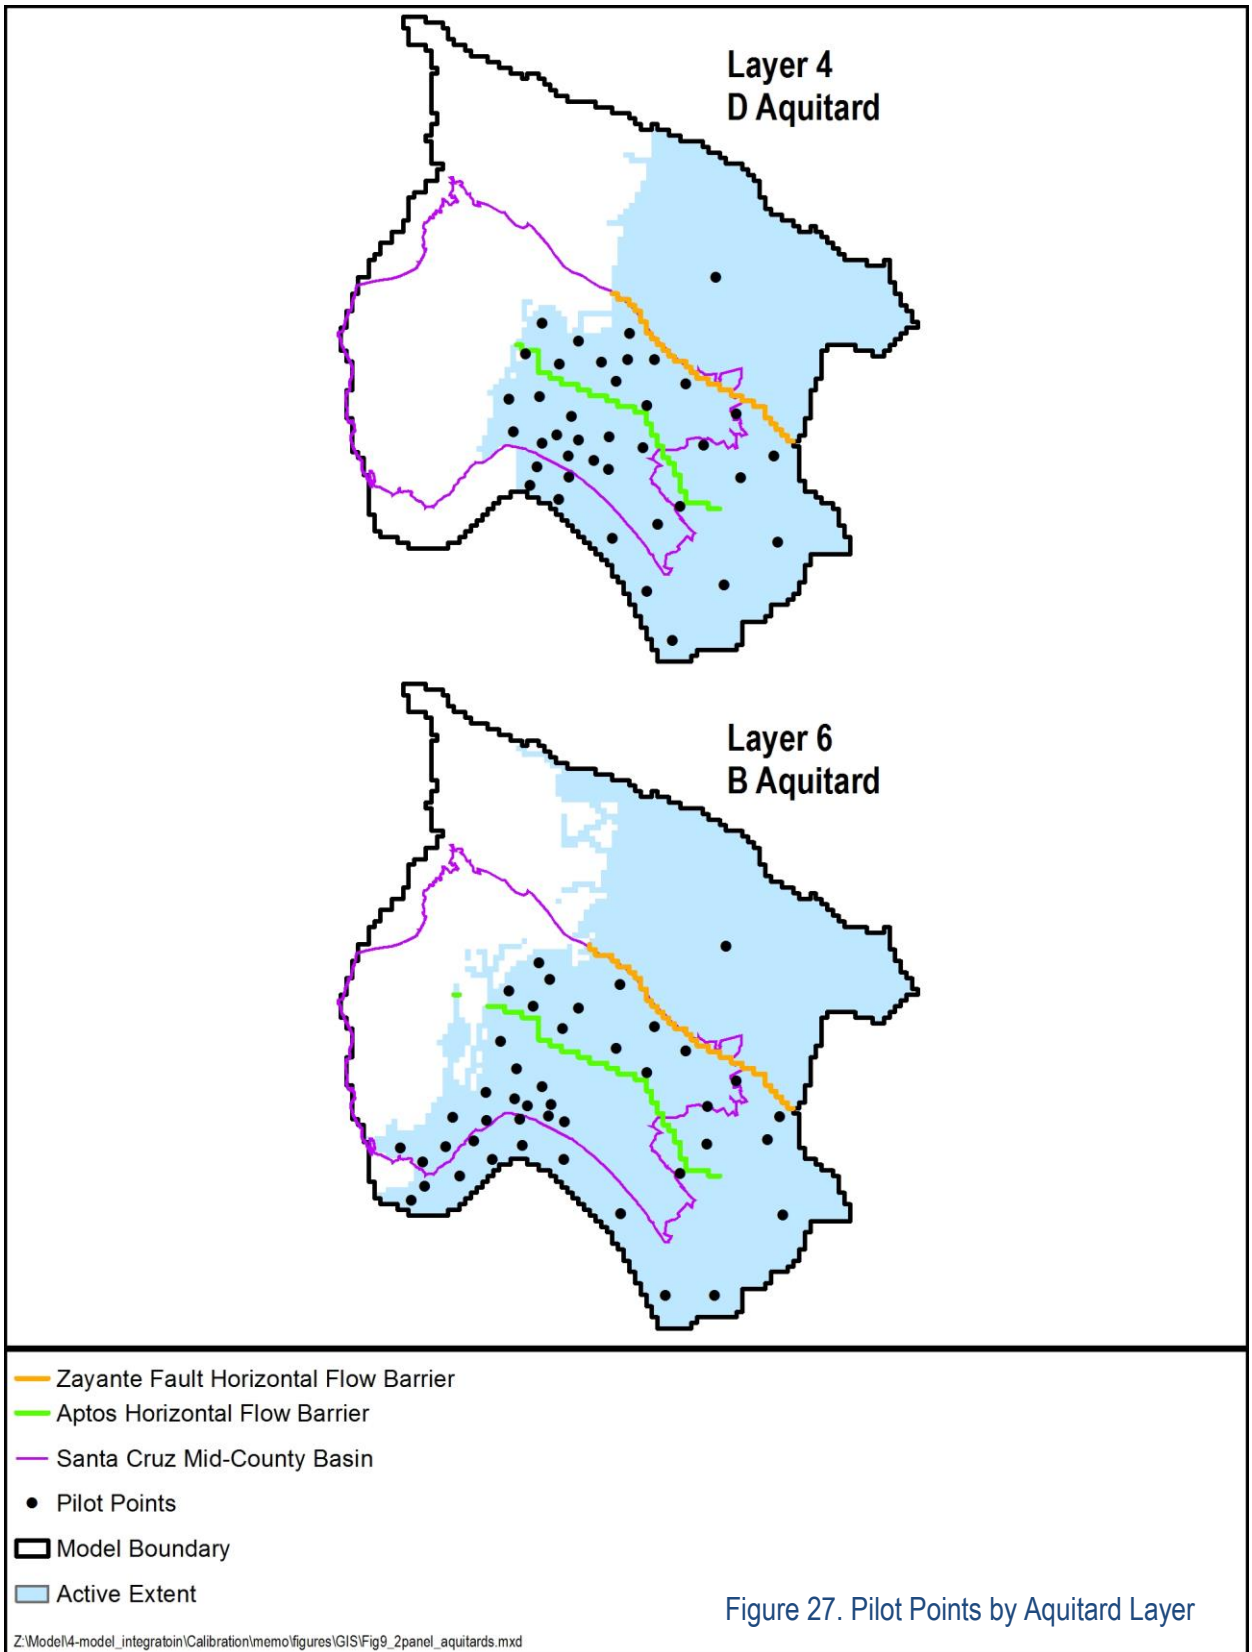 Layer 4
D Aquitard
Layer 6
B Aquitard
Zayante Fault Horizontal Flow Barrier
Aptos Horizontal Flow Barrier
Santa Cruz Mid-County Basin
Pilot Points
Model Boundary
Active Extent
Figure 27. Pilot Points by Aquitard Layer
Z:\Model\4-model_integratoin\Calibration\memo\figures\GIS\Fig9_2panel_aquitards.mxd